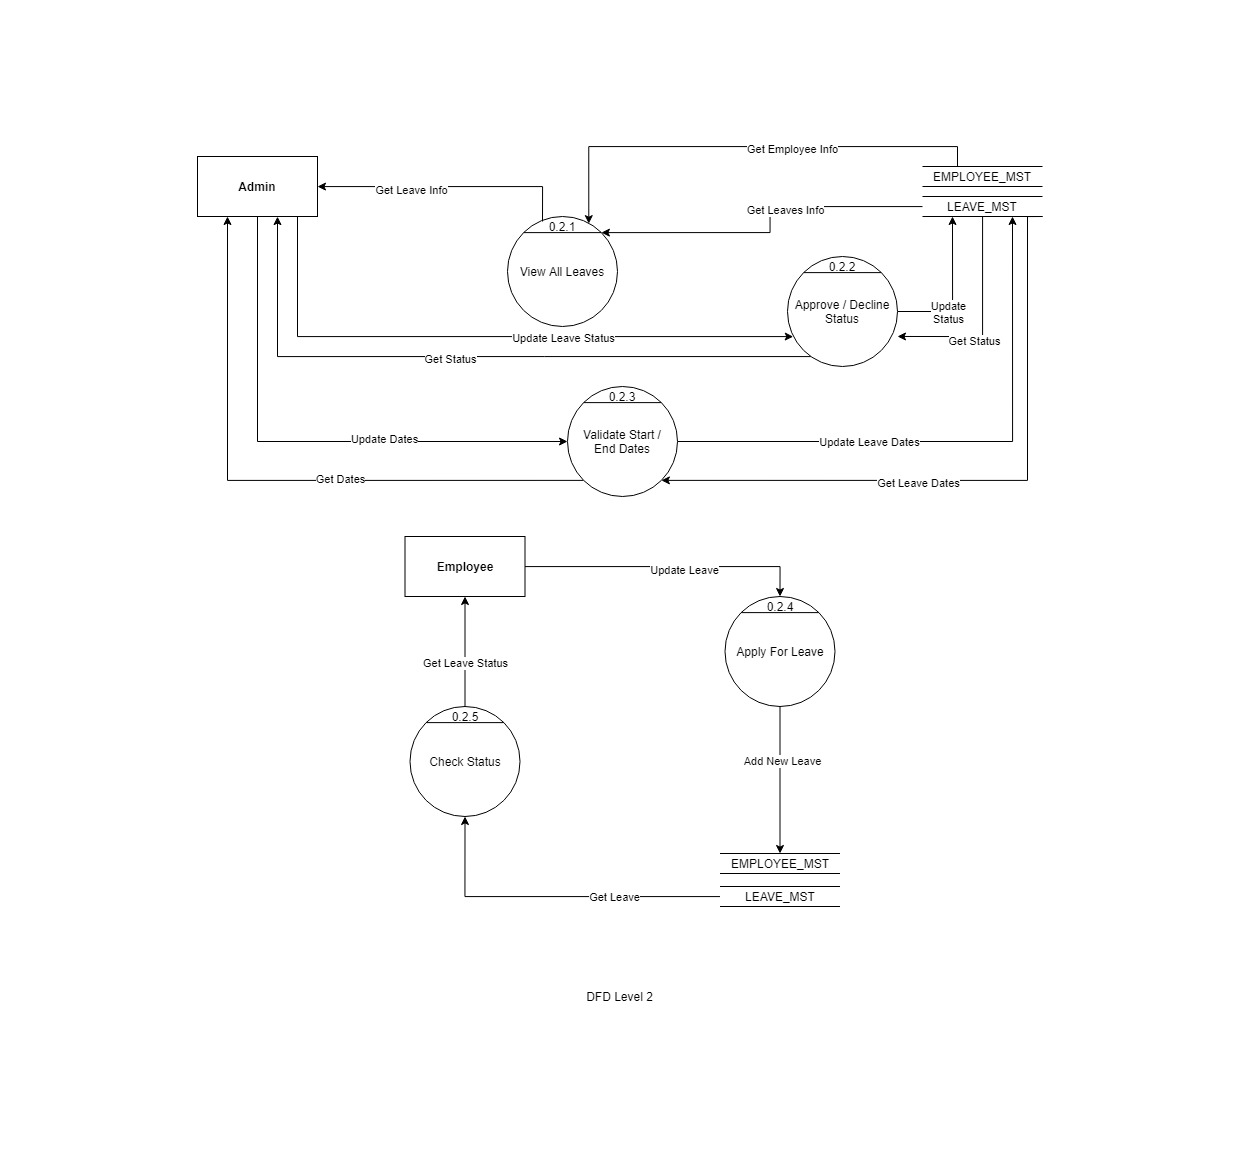 Get Employee Info
EMPLOYEE_MST
Admin
Get Leave Info
LEAVE_MST
Get Leaves Info
0.2.1
View All Leaves
0.2.2
Approve / Decline
Status
Update
Status
Update Leave Status
Get Status
Get Status
0.2.3
Validate Start /
End Dates
Update Dates
Update Leave Dates
Get Dates
Get Leave Dates
Employee
Update Leave
0.2.4
Apply For Leave
Get Leave Status
0.2.5
Check Status
Add New Leave
EMPLOYEE_MST
LEAVE_MST
Get Leave
DFD Level 2